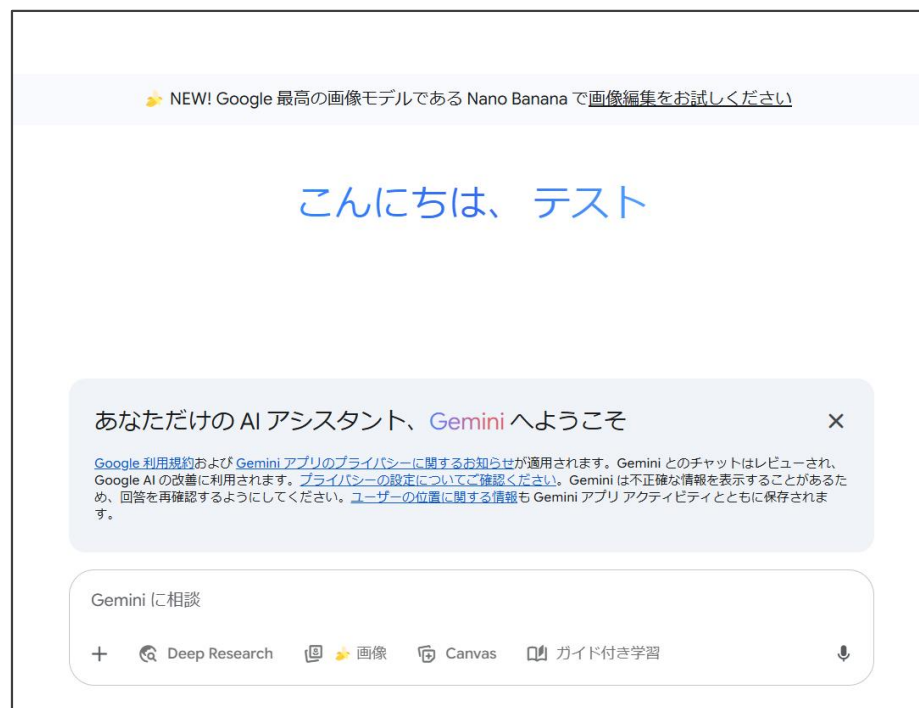 NEW! Google 最高の画像モデルである Nano Banana で画像編集をお試しください
こんにちは、 テスト
あなただけの AI アシスタント、Gemini へようこそ
Google 利用規約および Gemini アプリのプライバシーに関するお知らせが適用されます。Gemini とのチャットはレビューされ、
Google AI の改善に利用されます。プライバシーの設定についてご確認ください。Gemini は不正確な情報を表示することがあるた
め、回答を再確認するようにしてください。ユーザーの位置に関する情報も Gemini アプリ アクティビティとともに保存されま
す。
Gemini に相談
Deep Research 画像 Canvas ガイド付き学習